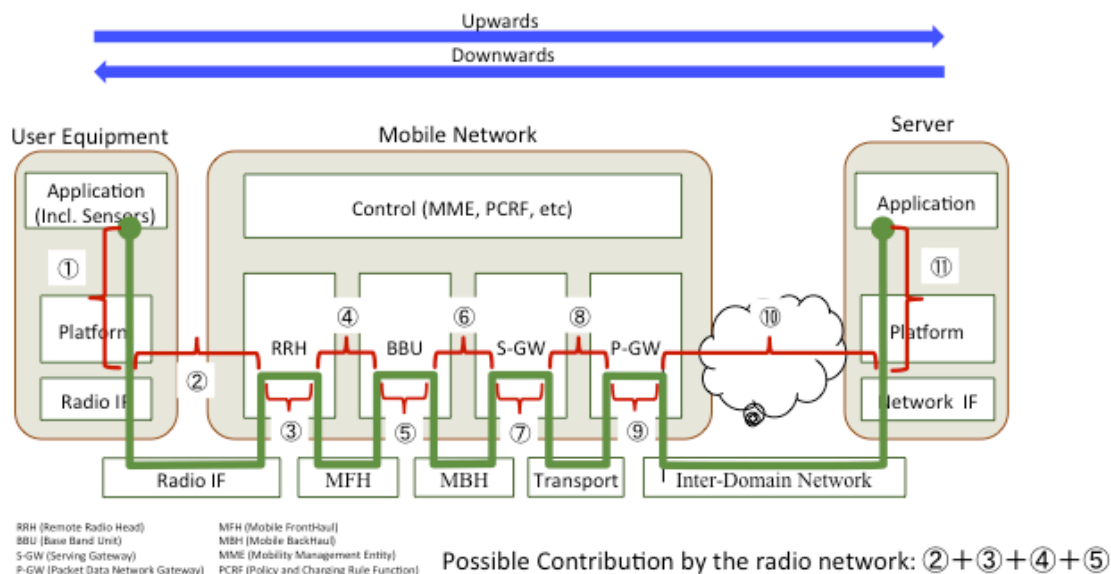 Upwards
Downwards
User Equipment
Mobile Network
Server
Application
(Incl. Sensors)
Control (MME, PCRF, etc)
Application
①
⑪
④
⑥
⑧
⑩
Platform
RRH
BBU
S-GW
P-GW
Platform
②
Radio IF
③
⑤
⑦
⑨
Network IF
Radio IF
MFH
MBH
Transport
Inter-Domain Network
RRH (Remote Radio Head)
BBU (Base Band Unit)
S-GW (Serving Gateway)
P-GW (Packet Data Network Gateway)
MFH (Mobile FrontHaul)
MBH (Mobile BackHaul)
MME (Mobility Management Entity)
PCRF (Policy and Charging Rule Function)
Possible Contribution by the radio network: ②+③+④+⑤